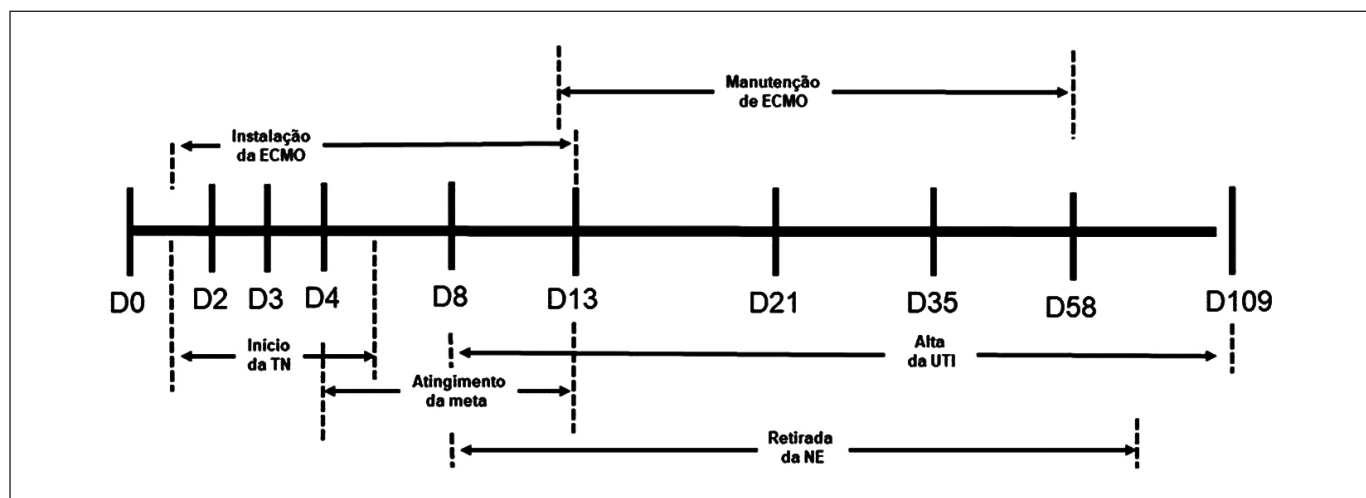 Manutenção
de ECMO
Instalação
da ECMO
D0
D2
D3
D4
D8
D13
D21
D35
D58
D109
Início
da TN
Alta
da UTI
Atingimento
da meta
Retirada
da NE